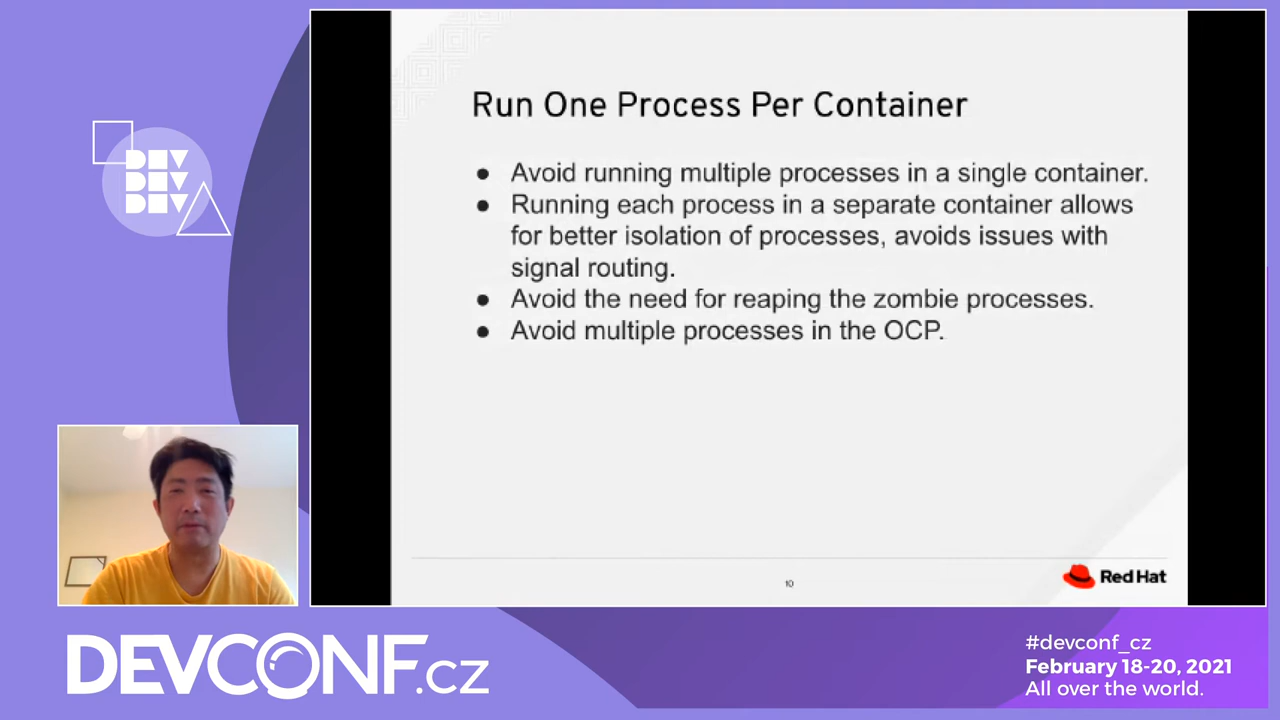 DEV
DEV
DEV
Run One Process Per Container
● Avoid running multiple processes in a single container.
● Running each process in a separate container allows
for better isolation of processes, avoids issues with
signal routing.
● Avoid the need for reaping the zombie processes.
● Avoid multiple processes in the OCP.
10
Red Hat
DEVCONF.cz
#devconf_cz
February 18-20, 2021
All over the world.